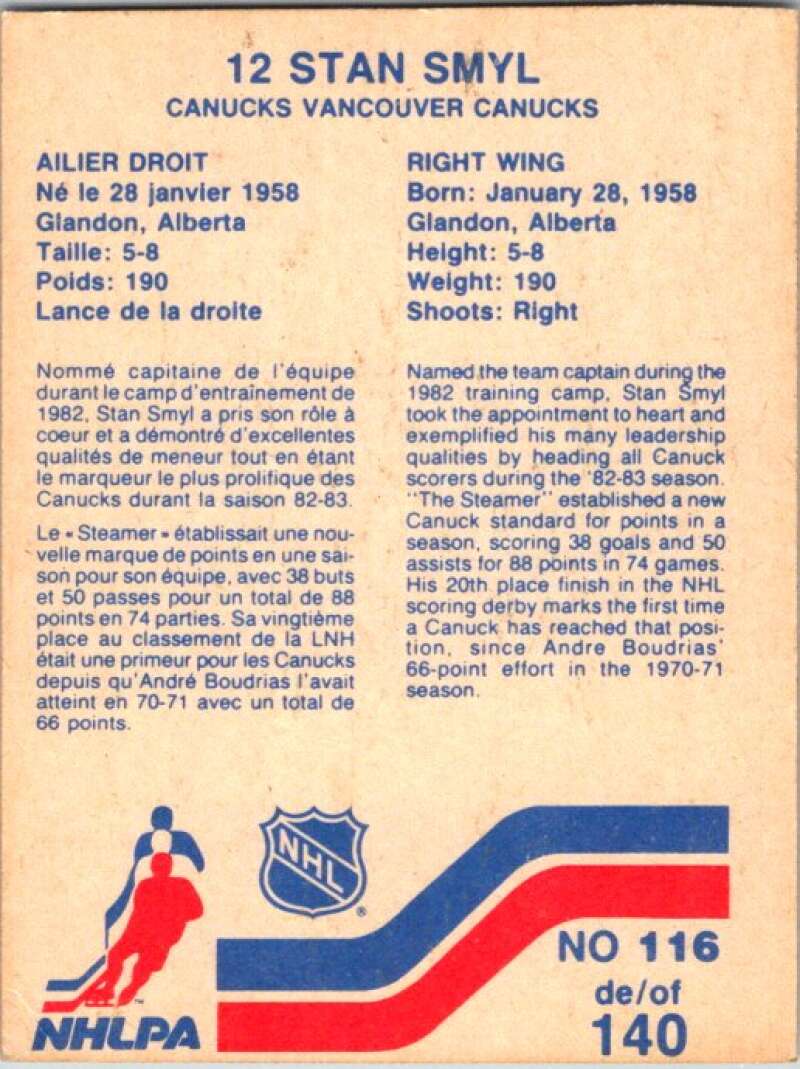 12 STAN SMYL
CANUCKS VANCOUVER CANUCKS
AILIER DROIT
Né le 28 janvier 1958
Glandon, Alberta
Taille: 5-8
Poids: 190
Lance de la droite
Nommé capitaine de l'équipe
durant le camp d'entraînement de
1982, Stan Smyl a pris son rôle à
coeur et a démontré d'excellentes
qualités de meneur tout en étant
le marqueur le plus prolifique des
Canucks durant la saison 82-83.
Le «Steamer» établissait une nou-
velle marque de points en une sai-
son pour son équipe, avec 38 buts
et 50 passes pour un total de 88
points en 74 parties. Sa vingtième
place au classement de la LNH
était une primeur pour les Canucks
depuis qu'André Boudrias l'avait
atteint en 70-71 avec un total de
66 points.
RIGHT WING
Born: January 28, 1958
Glandon, Alberta
Height: 5-8
Weight: 190
Shoots: Right
Named the team captain during the
1982 training camp, Stan Smyl
took the appointment to heart and
exemplified his many leadership
qualities by heading all Canuck
scorers during the '82-83 season.
"The Steamer" established a new
Canuck standard for points in a
season, scoring 38 goals and 50
assists for 88 points in 74 games.
His 20th place finish in the NHL
scoring derby marks the first time
a Canuck has reached that posi-
tion, since Andre Boudrias'
66-point effort in the 1970-71
season.
NHL
®
™
NHLPA
NO 116
de/of
140